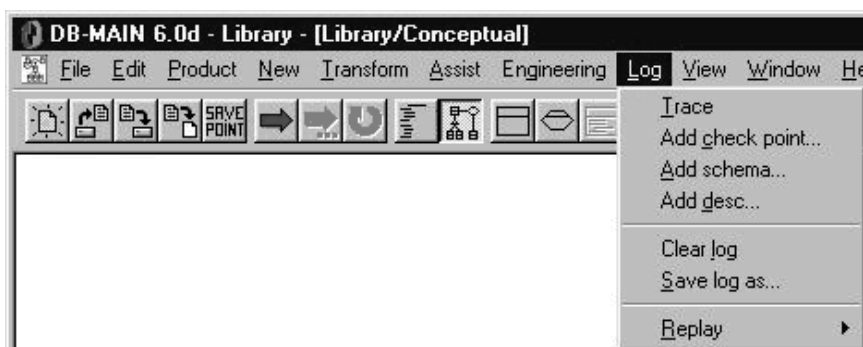 DB-MAIN 6.0d - Library - [Library/Conceptual]
File Edit Product New Transform Assist Engineering Log View Window He
SAVE
POINT
Trace
Add check point...
Add schema...
Add desc...
Clear log
Save log as...
Replay